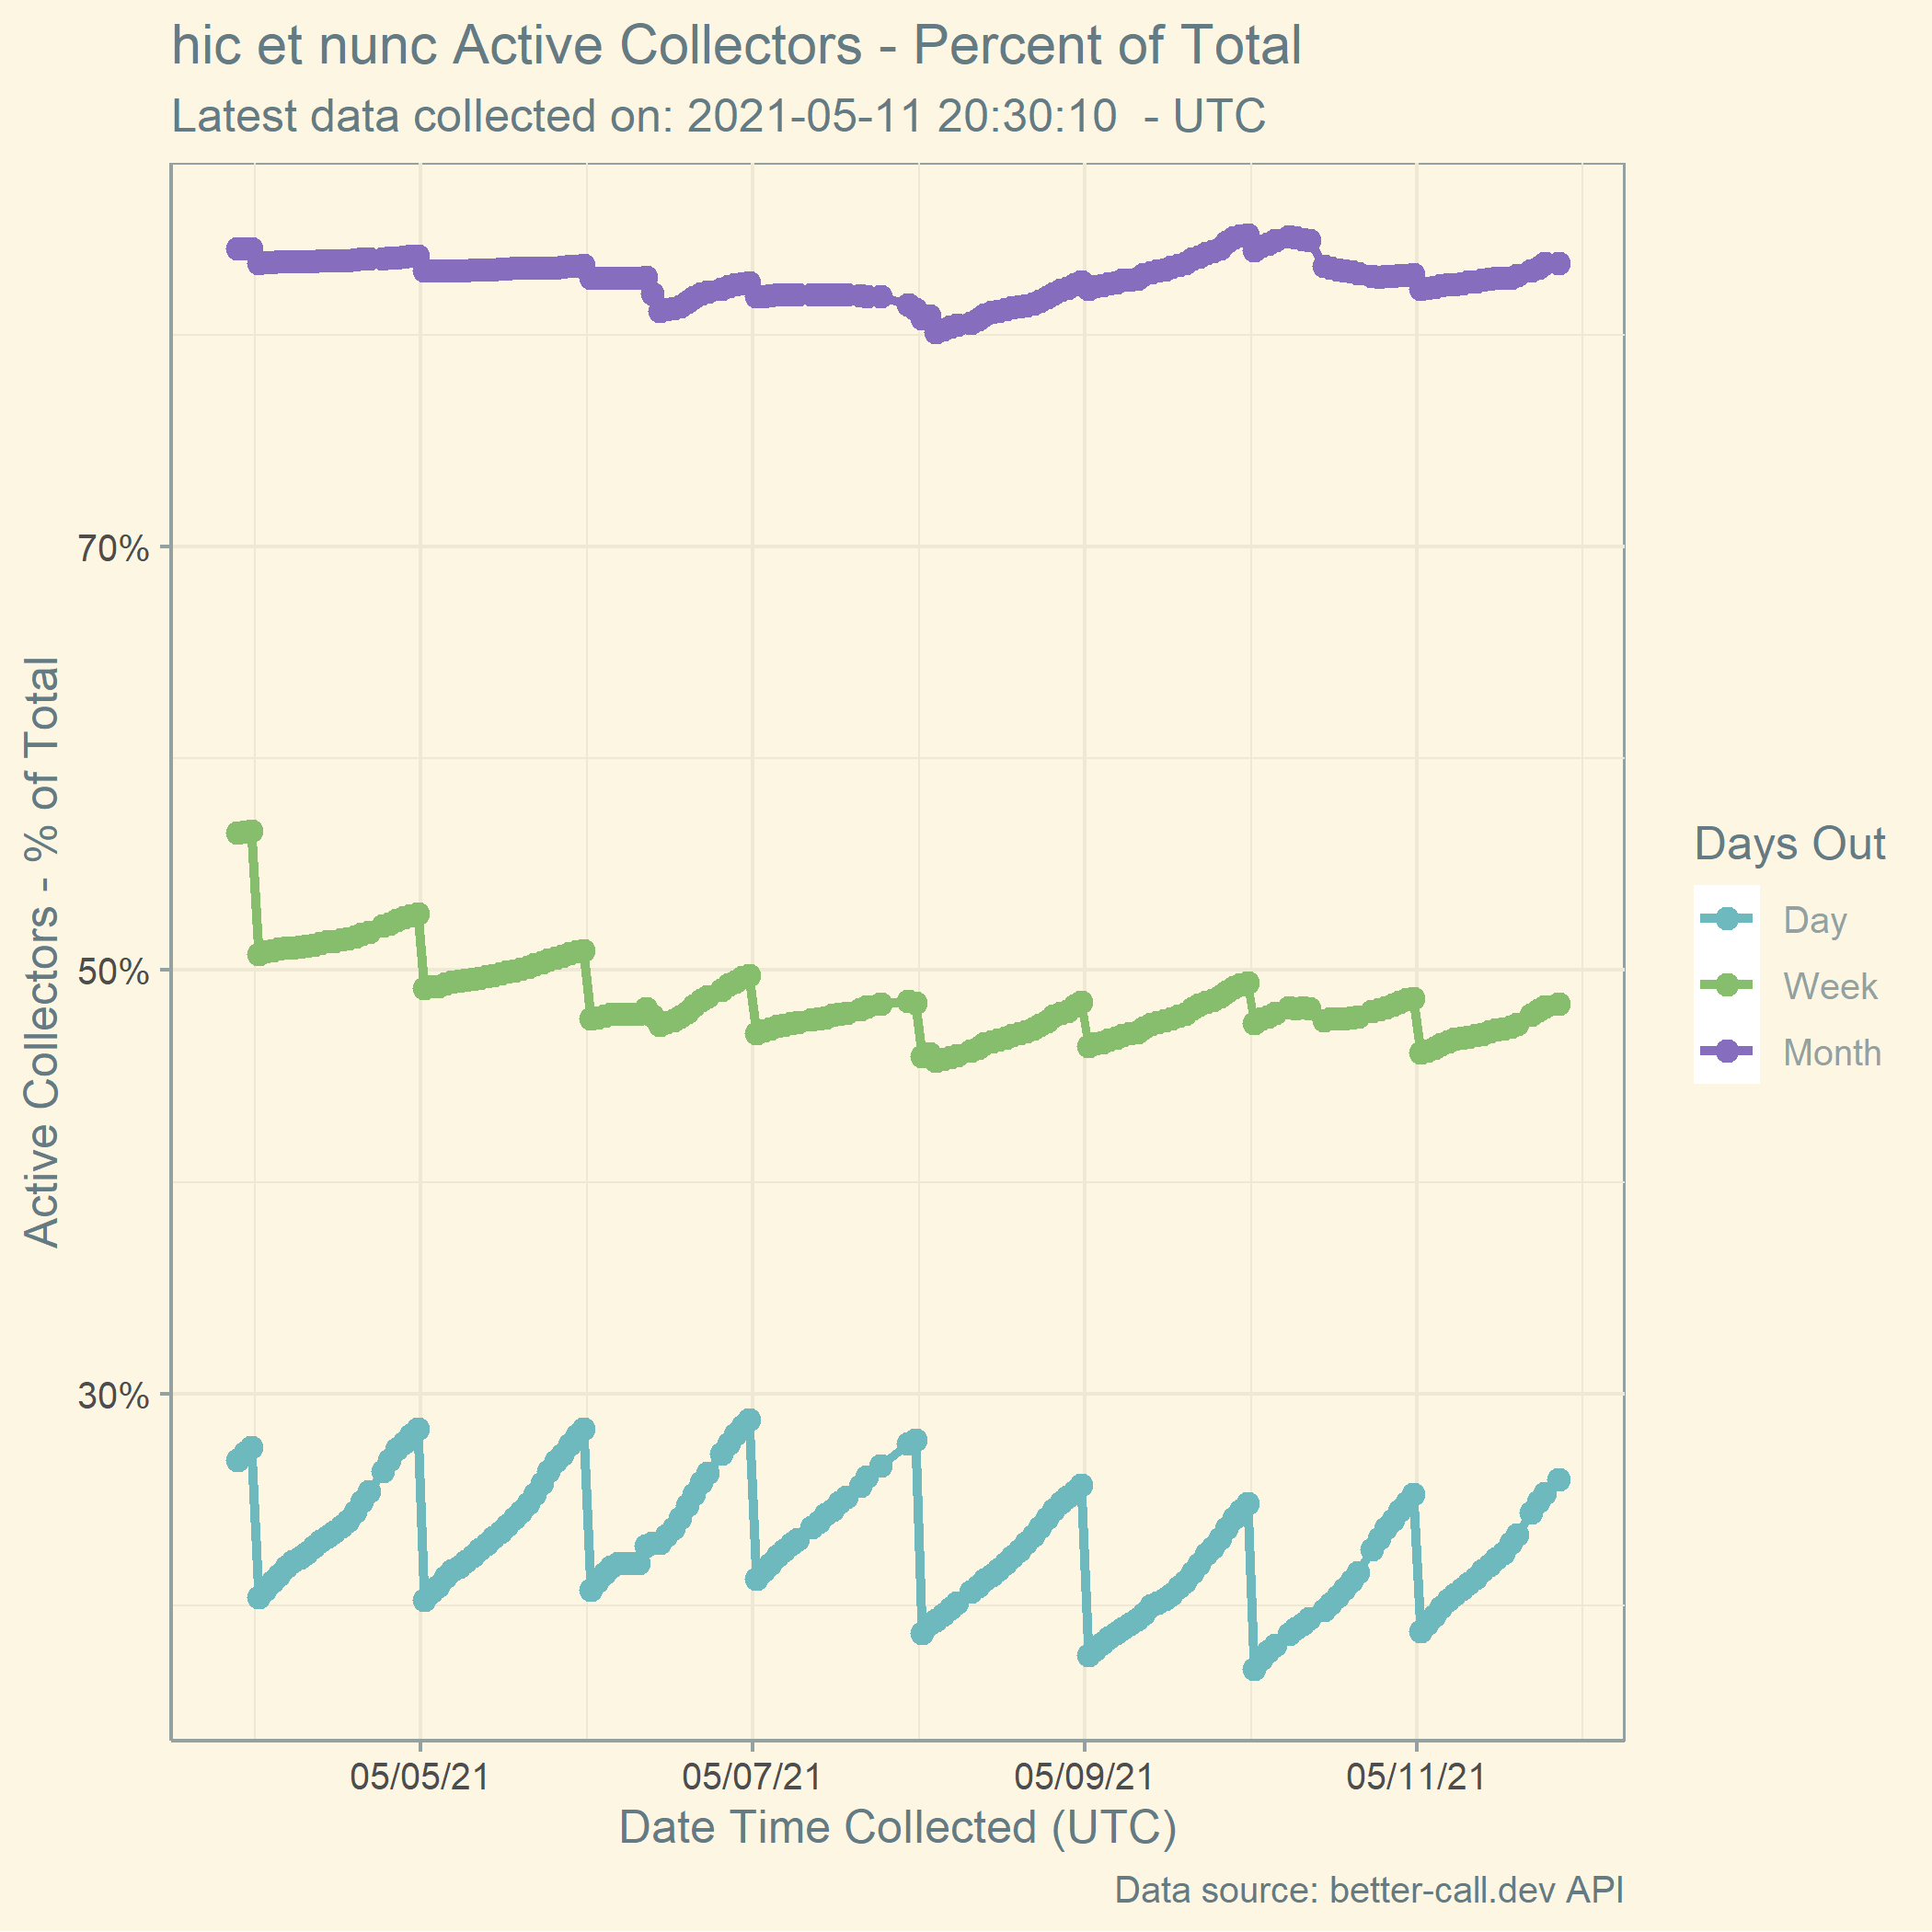 hic et nunc Active Collectors - Percent of Total
Latest data collected on: 2021-05-11 20:30:10  - UTC
Active Collectors - % of Total
70%
50%
30%
05/05/21
05/07/21
05/09/21
05/11/21
Date Time Collected (UTC)
Days Out
Day
Week
Month
Data source: better-call.dev API